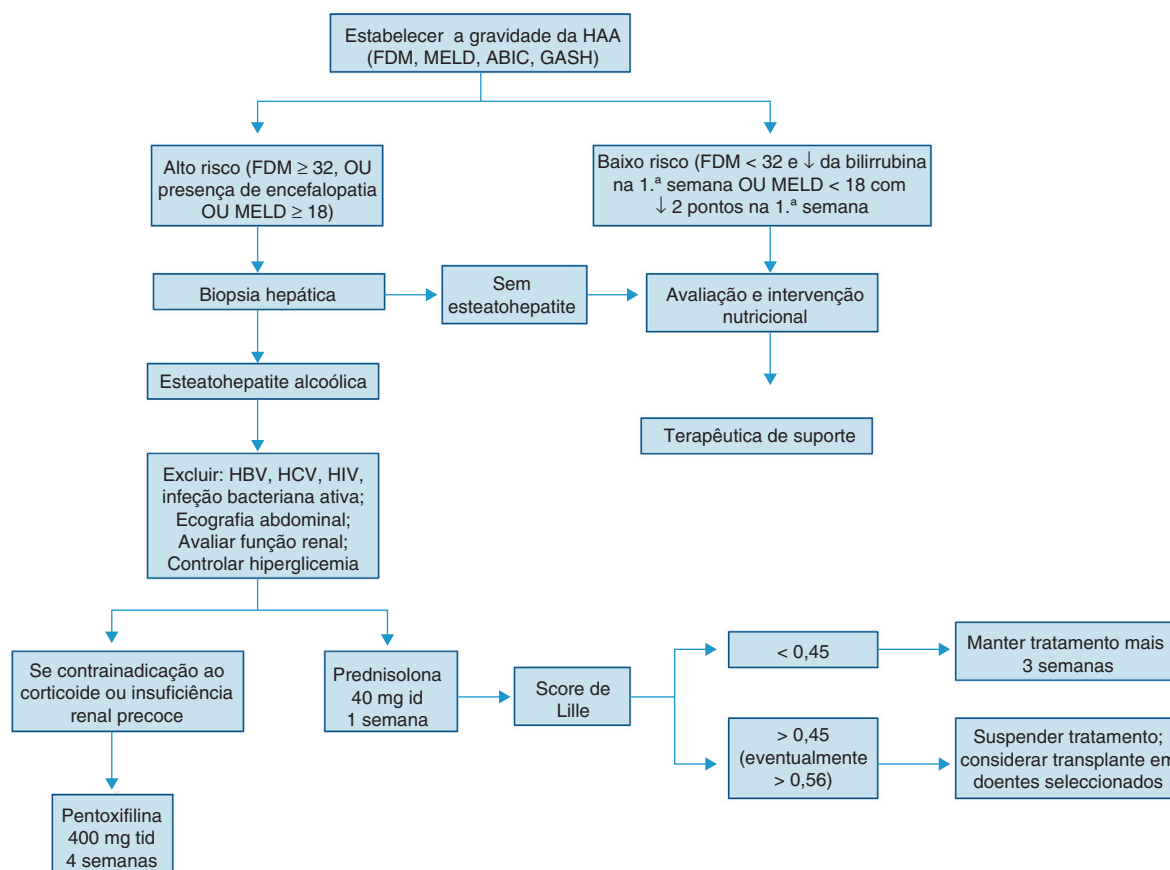 Estabelecer a gravidade da HAA
(FDM, MELD, ABIC, GASH)
Alto risco (FDM ≥ 32, OU
presença de encefalopatia
OU MELD ≥ 18)
Baixo risco (FDM < 32 e ↓ da bilirrubina
na 1.ª semana OU MELD < 18 com
↓ 2 pontos na 1.ª semana
Biopsia hepática
Sem
esteatohepatite
Avaliação e intervenção
nutricional
Esteatohepatite alcoólica
Terapêutica de suporte
Excluir: HBV, HCV, HIV,
infeção bacteriana ativa;
Ecografia abdominal;
Avaliar função renal;
Controlar hiperglicemia
Se contrainadicação ao
corticoide ou insuficiência
renal precoce
Prednisolona
40 mg id
1 semana
Score de
Lille
< 0,45
Manter tratamento mais
3 semanas
> 0,45
(eventualmente
> 0,56)
Suspender tratamento;
considerar transplante em
doentes seleccionados
Pentoxifilina
400 mg tid
4 semanas